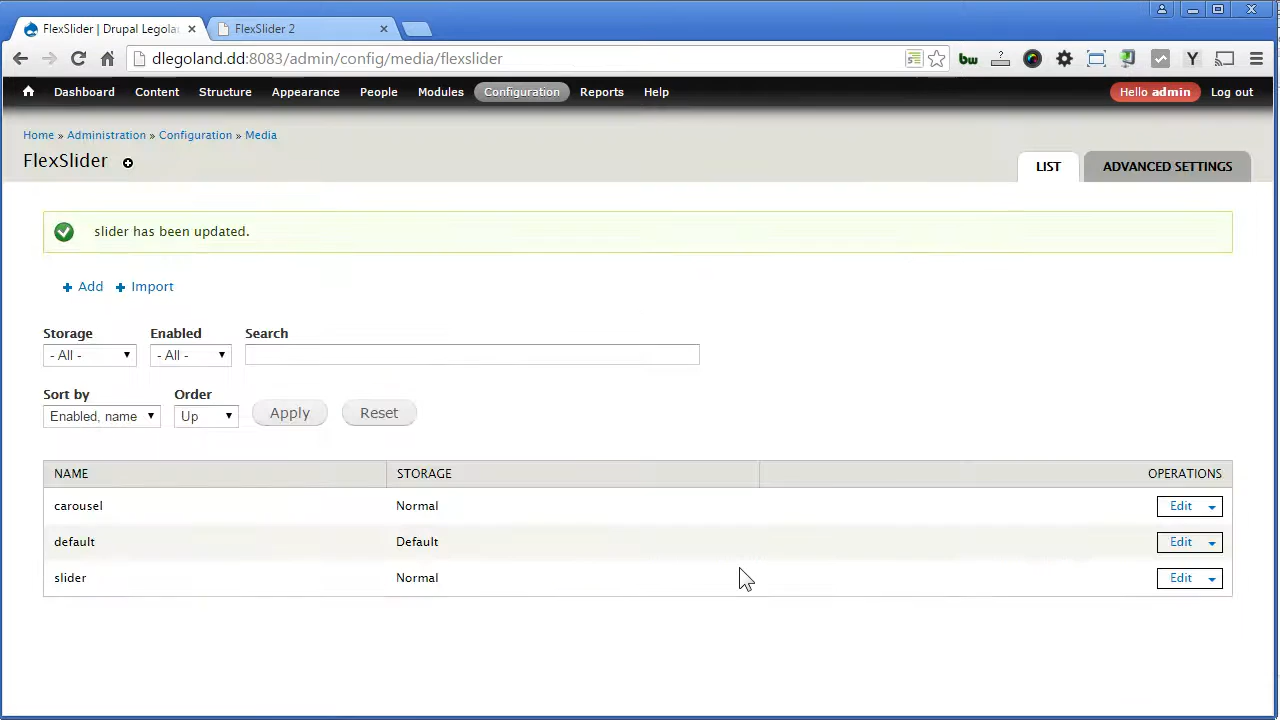 FlexSlider | Drupal Legola
FlexSlider 2
dlegoland.dd:8083/admin/config/media/flexslider
Dashboard Content Structure Appearance People Modules Configuration Reports Help Hello admin Log out
Home » Administration » Configuration » Media
FlexSlider
LIST ADVANCED SETTINGS
slider has been updated.
Add Import
Storage Enabled Search
- All - - All -
Sort by Order
Enabled, name Up Apply Reset
NAME STORAGE OPERATIONS
carousel Normal Edit
default Default Edit
slider Normal Edit